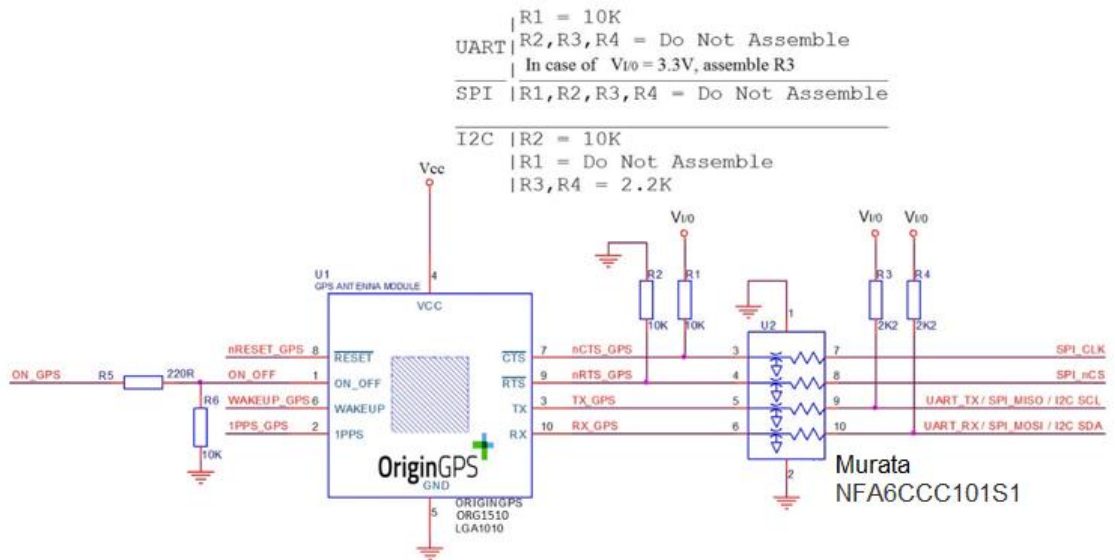 R1 = 10K
UART R2,R3,R4 = Do Not Assemble
In case of VI/0 = 3.3V, assemble R3
SPI R1,R2,R3,R4 = Do Not Assemble
I2C R2 = 10K
R1 = Do Not Assemble
R3,R4 = 2.2K
Vcc
VI/0
VI/0 VI/0
U1
GPS ANTENNA MODULE
4
VCC
R2 R1
10K 10K
R3 R4
2K2 2K2
1
U2
nRESET_GPS 8 RESET
CTS 7 nCTS_GPS 3 7 SPI_CLK
ON_GPS R5 220R ON_OFF 1 ON_OFF
RTS 9 nRTS_GPS 4 8 SPI_nCS
R6
10K
WAKEUP_GPS 6 WAKEUP
TX 3 TX_GPS 5 9 UART_TX / SPI_MISO / I2C SCL
1PPS_GPS 2 1PPS
RX 10 RX_GPS 6 10 UART_RX / SPI_MOSI / I2C SDA
OriginGPS
GND
5
ORIGINGPS
ORG1510
LGA1010
2
Murata
NFA6CCC101S1